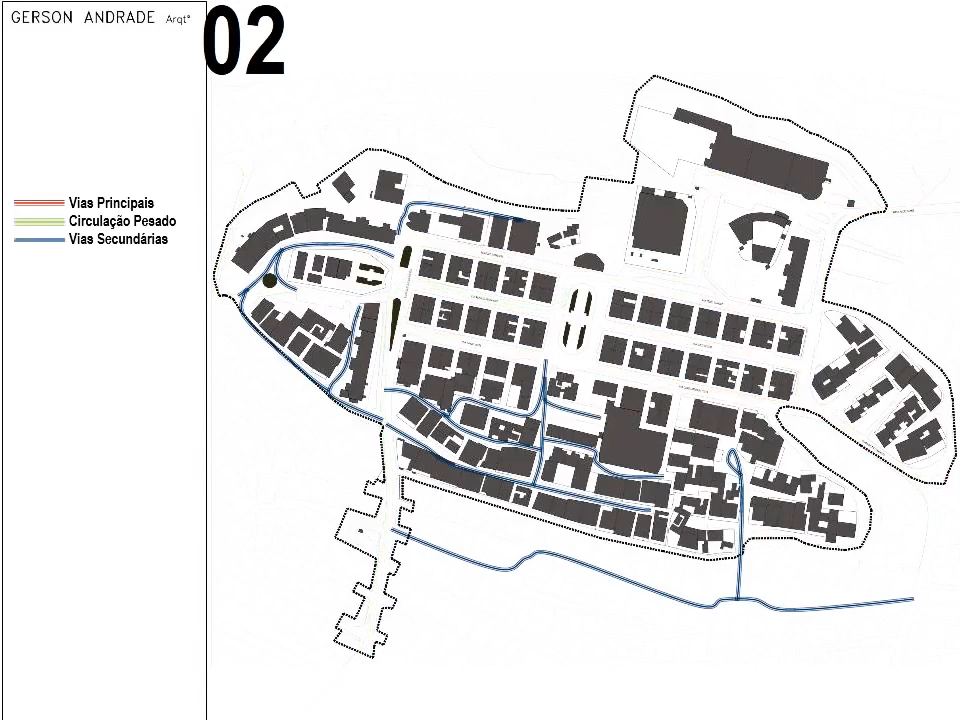 GERSON ANDRADE Arqtº
02
Vias Principais
Circulação Pesado
Vias Secundárias